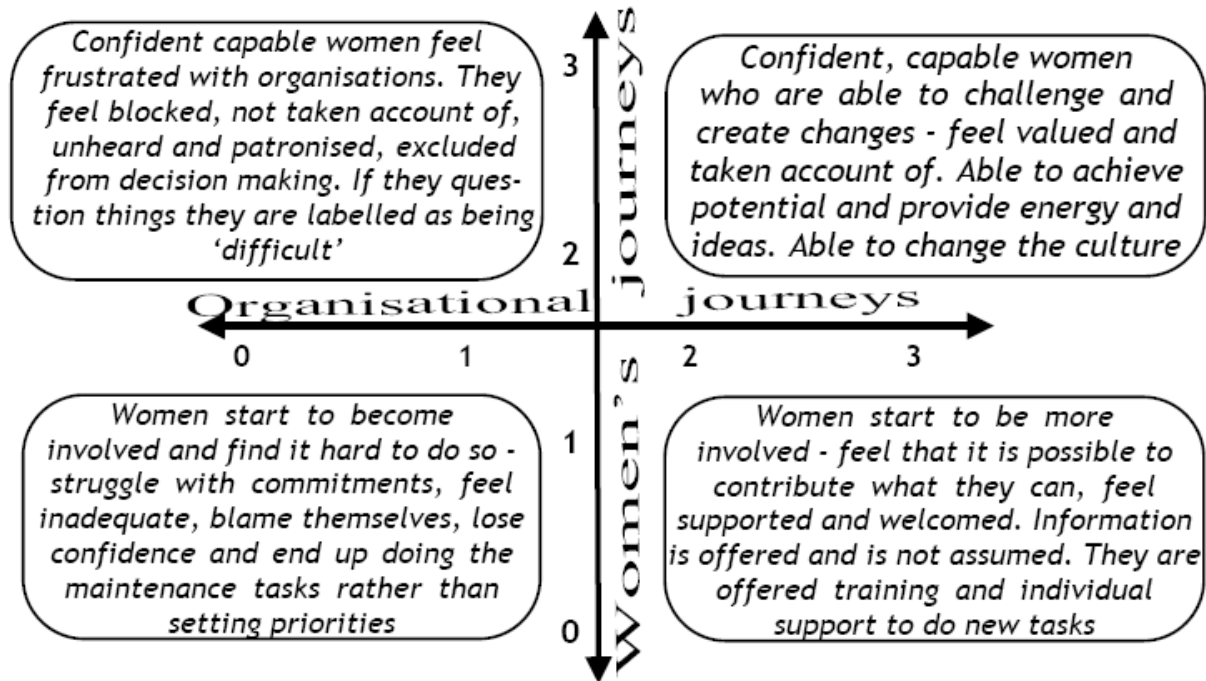 Confident capable women feel
frustrated with organisations. They
feel blocked, not taken account of,
unheard and patronised, excluded
from decision making. If they ques-
tion things they are labelled as being
‘difficult’
Confident, capable women
who are able to challenge and
create changes - feel valued and
taken account of. Able to achieve
potential and provide energy and
ideas. Able to change the culture
3
2
Organisational journeys
0 1 2 3
Women’s journeys
1
0
Women start to become
involved and find it hard to do so -
struggle with commitments, feel
inadequate, blame themselves, lose
confidence and end up doing the
maintenance tasks rather than
setting priorities
Women start to be more
involved - feel that it is possible to
contribute what they can, feel
supported and welcomed. Information
is offered and is not assumed. They are
offered training and individual
support to do new tasks